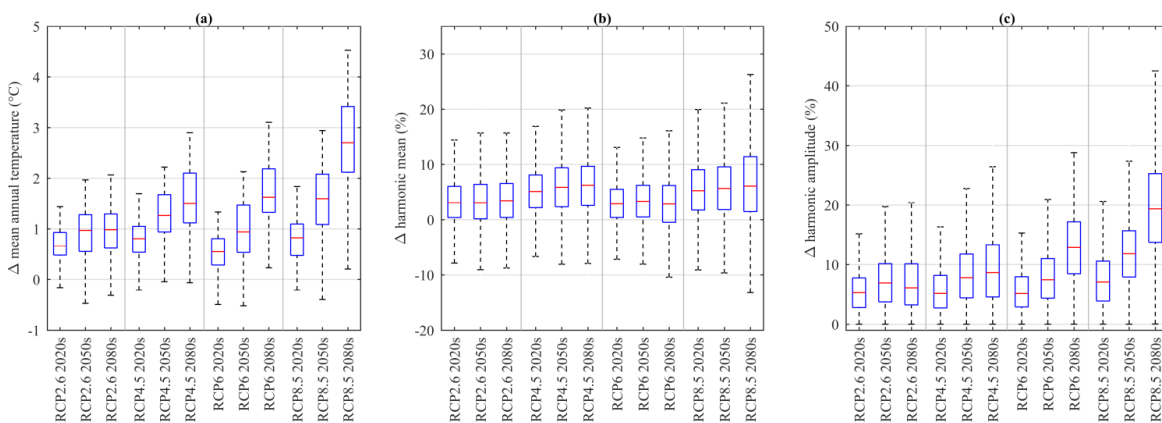 (a)
Δ mean annual temperature (°C)
5
4
3
2
1
0
-1
RCP2.6 2020s
RCP2.6 2050s
RCP2.6 2080s
RCP4.5 2020s
RCP4.5 2050s
RCP4.5 2080s
RCP6 2020s
RCP6 2050s
RCP6 2080s
RCP8.5 2020s
RCP8.5 2050s
RCP8.5 2080s
(b)
Δ harmonic mean (%)
30
20
10
0
-10
-20
RCP2.6 2020s
RCP2.6 2050s
RCP2.6 2080s
RCP4.5 2020s
RCP4.5 2050s
RCP4.5 2080s
RCP6 2020s
RCP6 2050s
RCP6 2080s
RCP8.5 2020s
RCP8.5 2050s
RCP8.5 2080s
(c)
Δ harmonic amplitude (%)
50
40
30
20
10
0
RCP2.6 2020s
RCP2.6 2050s
RCP2.6 2080s
RCP4.5 2020s
RCP4.5 2050s
RCP4.5 2080s
RCP6 2020s
RCP6 2050s
RCP6 2080s
RCP8.5 2020s
RCP8.5 2050s
RCP8.5 2080s